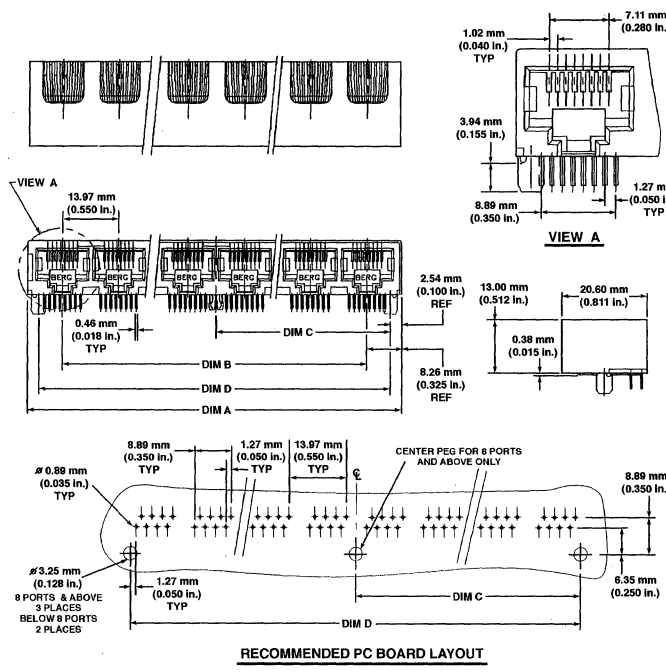 7.11 mm
(0.280 in.
1.02 mm
(0.040 in.)
TYP
3.94 mm
(0.155 in.)
8.89 mm
(0.350 in.)
1.27 m
(0.050 in
TYP
VIEW A
VIEW A
13.97 mm
(0.550 in.)
BERG
BERG
BERG
BERG
BERG
BERG
0.46 mm
(0.018 in.)
TYP
DIM C
DIM B
DIM D
DIM A
2.54 mm
(0.100 in.)
REF
8.26 mm
(0.325 in.)
REF
13.00 mm
(0.512 in.)
20.60 mm
(0.811 in.)
0.38 mm
(0.015 in.)
8.89 mm
(0.350 in.)
TYP
1.27 mm
(0.050 in.)
TYP
13.97 mm
(0.550 in.)
TYP
CENTER PEG FOR 8 PORTS
AND ABOVE ONLY
℄
ø 0.89 mm
(0.035 in.)
TYP
8.89 mm
(0.350 in.
ø 3.25 mm
(0.128 in.)
8 PORTS & ABOVE
3 PLACES
BELOW 8 PORTS
2 PLACES
1.27 mm
(0.050 in.)
TYP
6.35 mm
(0.250 in.)
DIM C
DIM D
RECOMMENDED PC BOARD LAYOUT